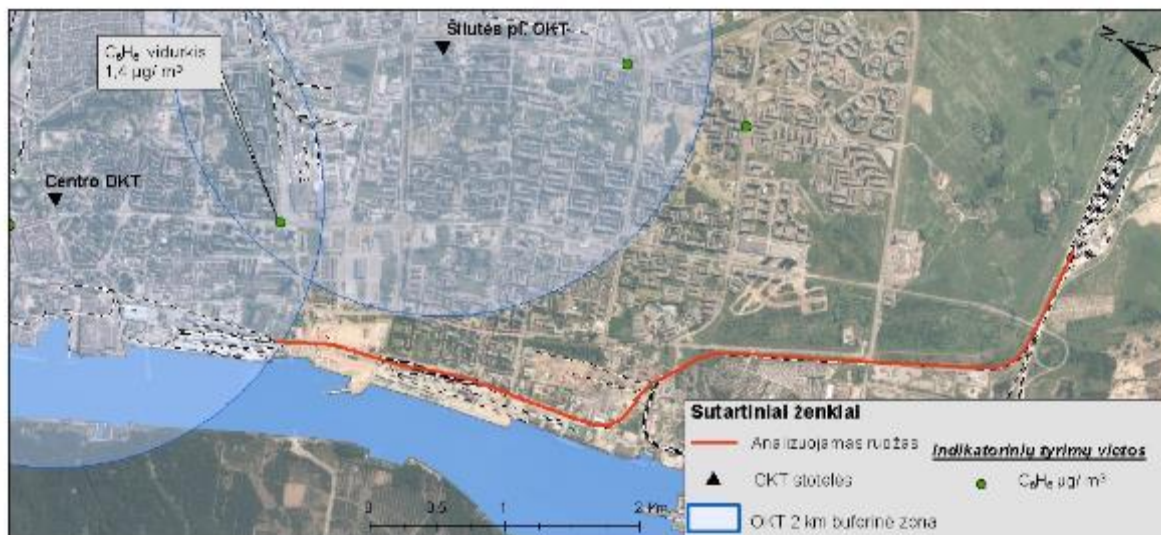 Šilutės pl. OKT
C₆H₆ vidurkis
1,4 µg/ m³
Centro OKT
N
0 0,5 1 2 Km
Sutartiniai ženkiai
Analizuojamas ruožas
OKT stotelės
OKT 2 km buferinė zona
Indikatorinių tyrimų vietos
C₆H₆ µg/ m³